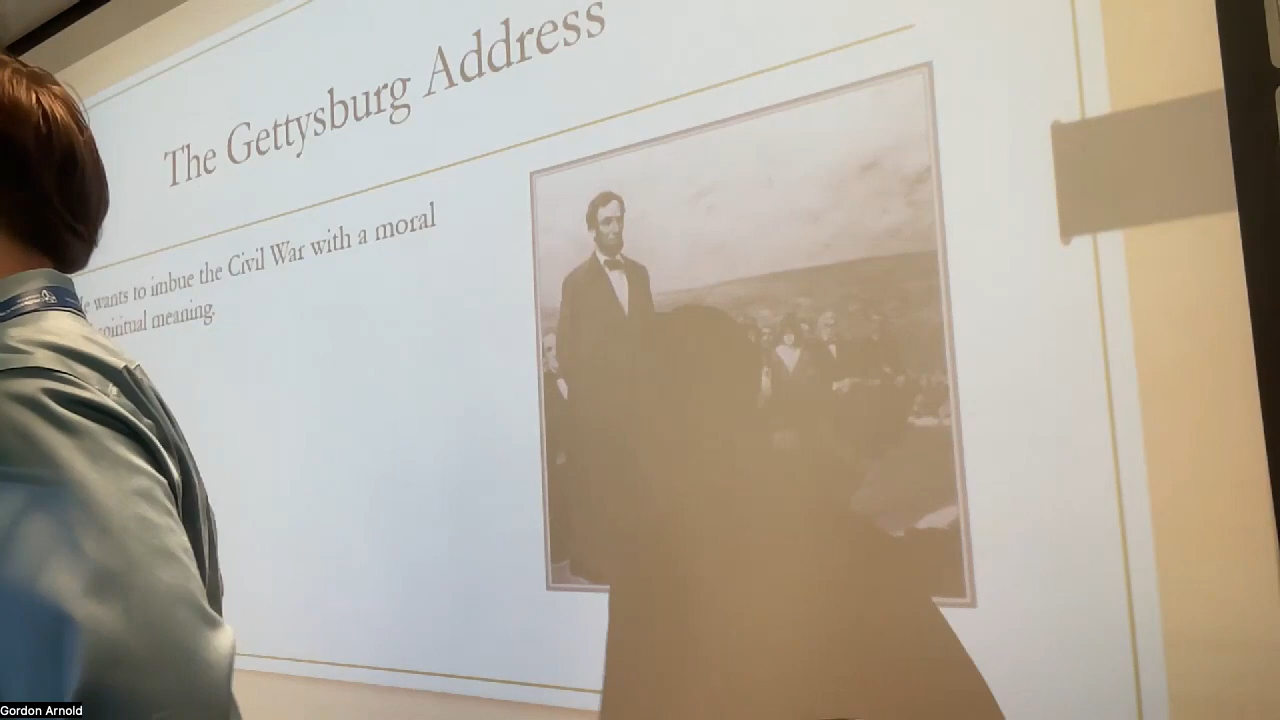 The Gettysburg Address
wants to imbue the Civil War with a moral
spiritual meaning.
Gordon Arnold